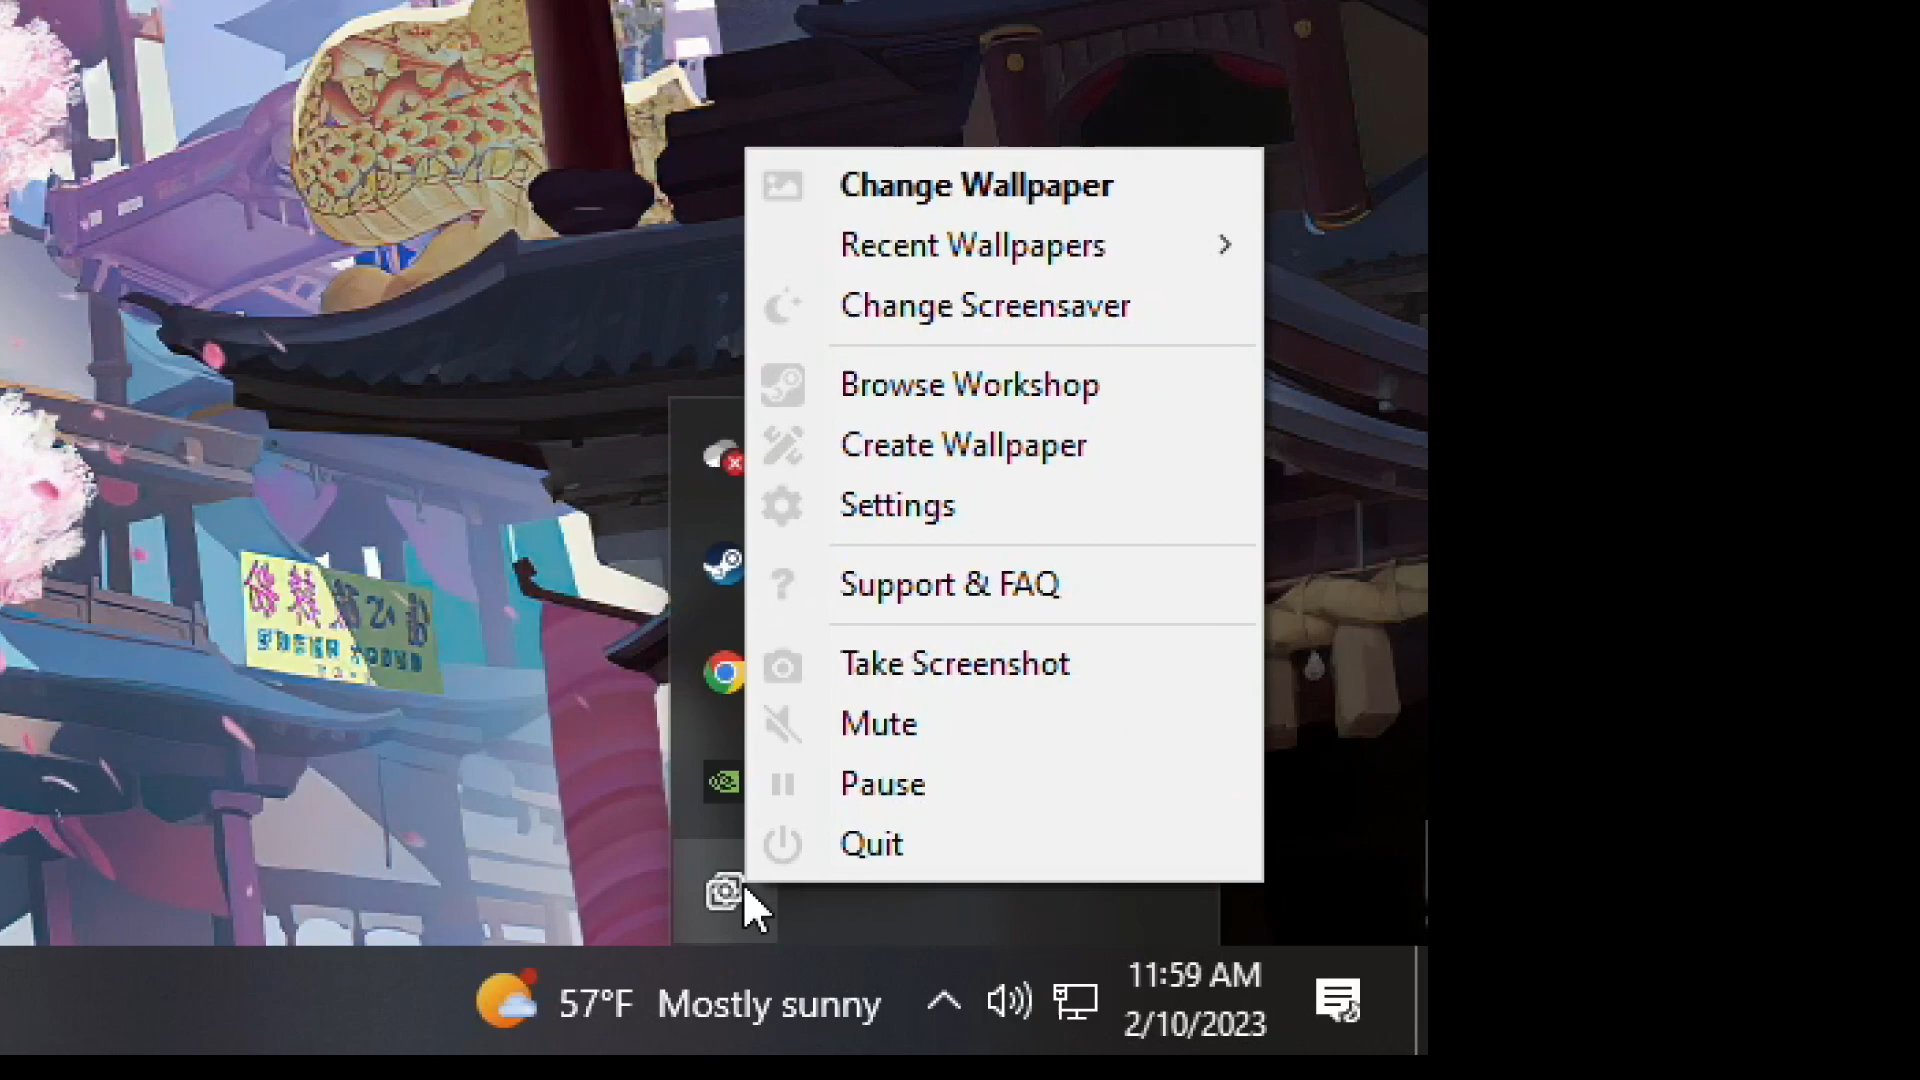 Change Wallpaper
Recent Wallpapers
Change Screensaver
Browse Workshop
Create Wallpaper
Settings
Support & FAQ
Take Screenshot
Mute
Pause
Quit
57°F Mostly sunny
11:59 AM
2/10/2023